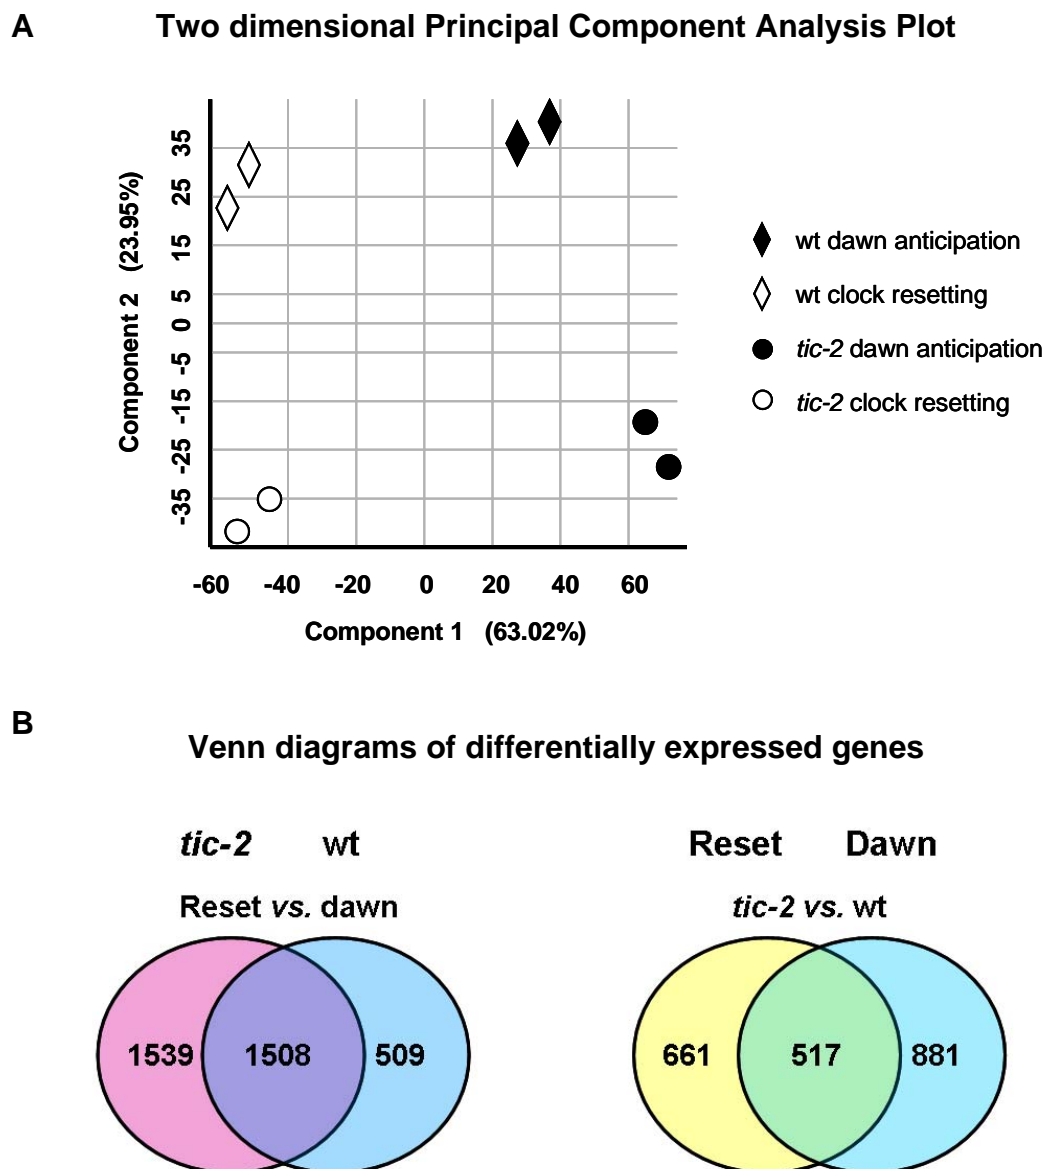 A
Two dimensional Principal Component Analysis Plot
Component 2 (23.95%)
35
25
15
5
0
-5
-15
-25
-35
-60 -40 -20 0 20 40 60
Component 1 (63.02%)
wt dawn anticipation
wt clock resetting
tic-2 dawn anticipation
tic-2 clock resetting
B
Venn diagrams of differentially expressed genes
tic-2 wt
Reset vs. dawn
1539 1508 509
Reset Dawn
tic-2 vs. wt
661 517 881